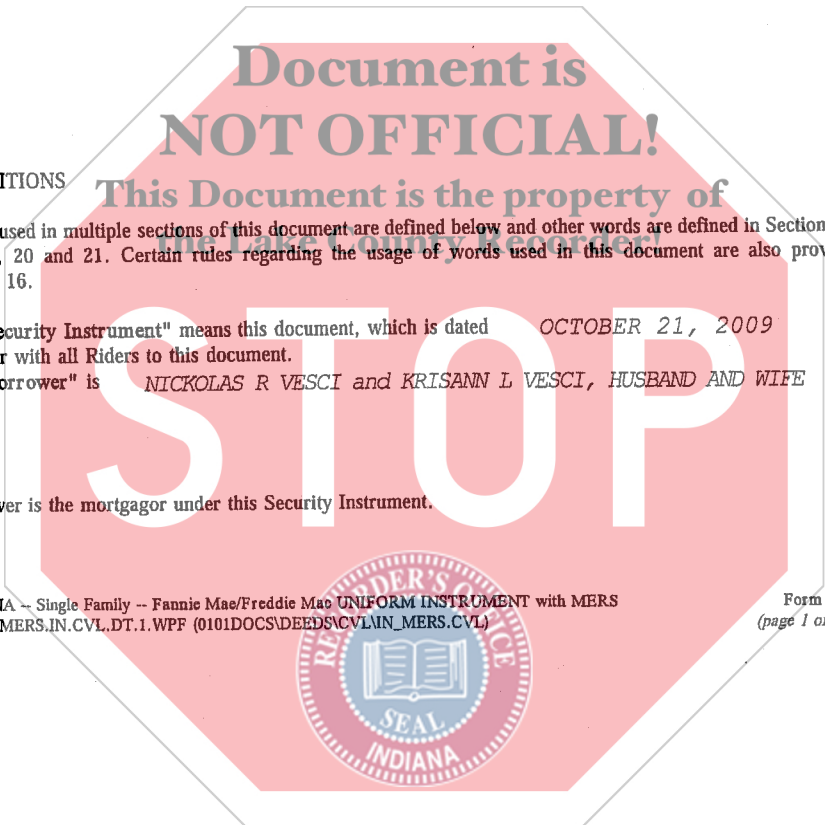 Document is
NOT OFFICIAL!
ITIONS
This Document is the property of
used in multiple sections of this document are defined below and other words are defined in Section
the Lake County Recorder!
, 20 and 21. Certain rules regarding the usage of words used in this document are also prov
16.
ecurity Instrument" means this document, which is dated OCTOBER 21, 2009
r with all Riders to this document.
orrower" is NICKOLAS R VESCI and KRISANN L VESCI, HUSBAND AND WIFE
STOP
ver is the mortgagor under this Security Instrument.
IA -- Single Family -- Fannie Mae/Freddie Mac UNIFORM INSTRUMENT with MERS Form
MERS.IN.CVL.DT.1.WPF (0101DOCS\DEEDS\CVL\IN_MERS.CVL) (page 1 o
RECORDER'S OFFICE
SEAL
INDIANA